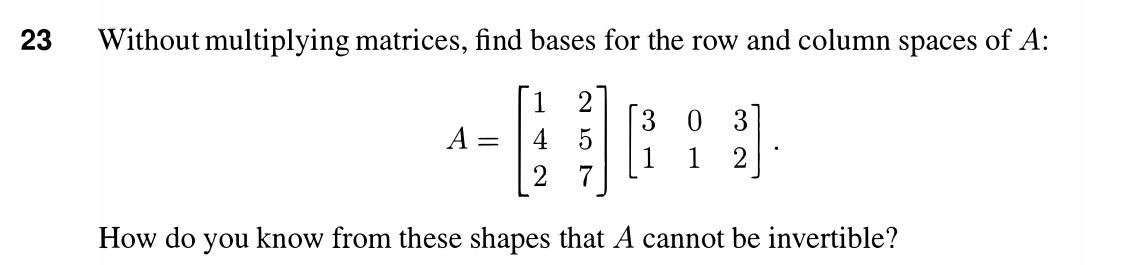 23 Without multiplying matrices, find bases for the row and column spaces of A:
A = [1 2; 4 5; 2 7] [3 0 3; 1 1 2].
How do you know from these shapes that A cannot be invertible?